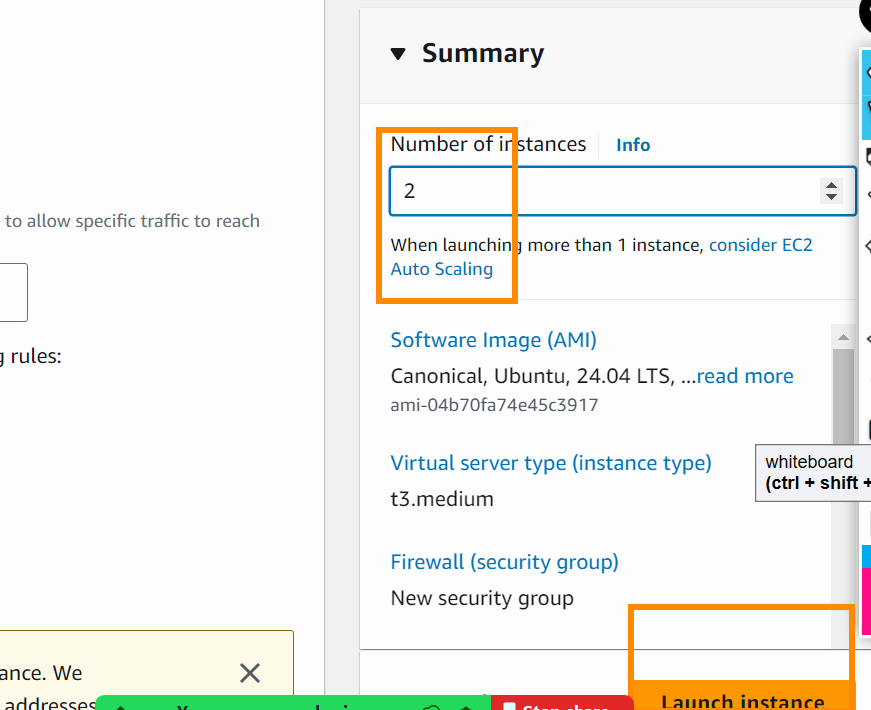 Summary
Number of instances Info
2
to allow specific traffic to reach
When launching more than 1 instance, consider EC2
Auto Scaling
Software Image (AMI)
rules:
Canonical, Ubuntu, 24.04 LTS, ...read more
ami-04b70fa74e45c3917
Virtual server type (instance type)
whiteboard
(ctrl + shift +
t3.medium
Firewall (security group)
New security group
ance. We
addresses
Launch instance
Stop share